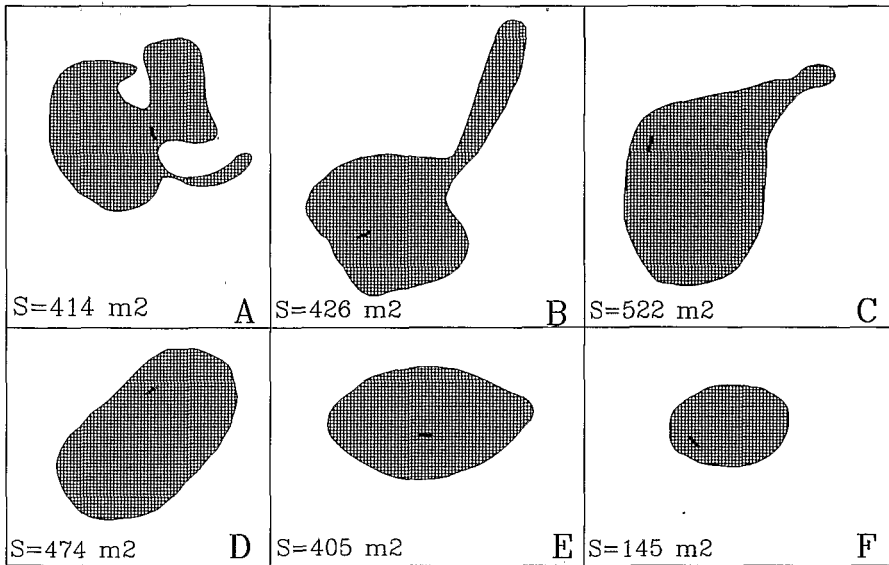 S=414 m2 A
S=426 m2 B
S=522 m2 C
S=474 m2 D
S=405 m2 E
S=145 m2 F